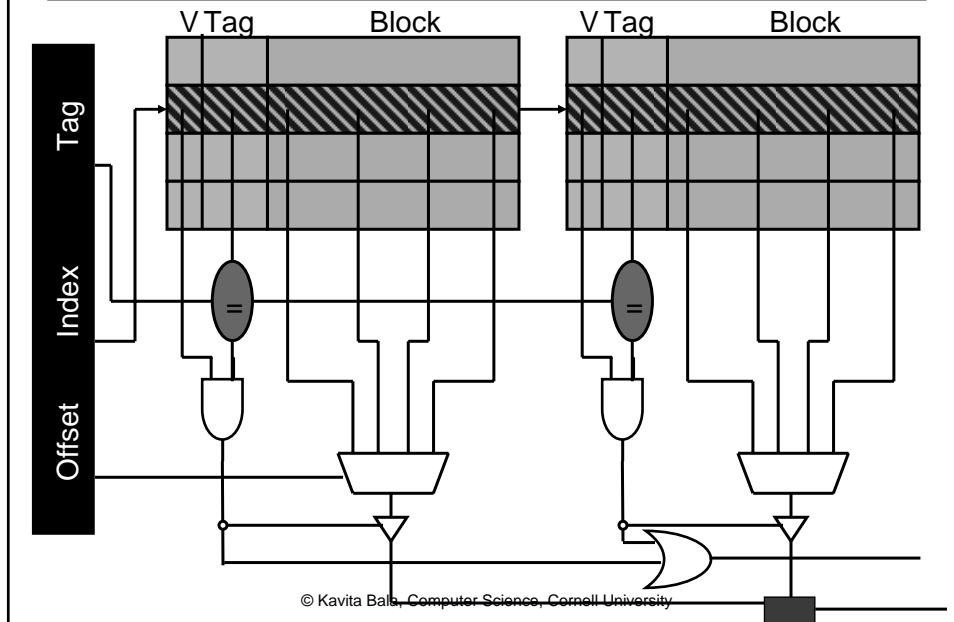 V Tag Block V Tag Block
Tag
Index
Offset
=
=
© Kavita Bala, Computer Science, Cornell University